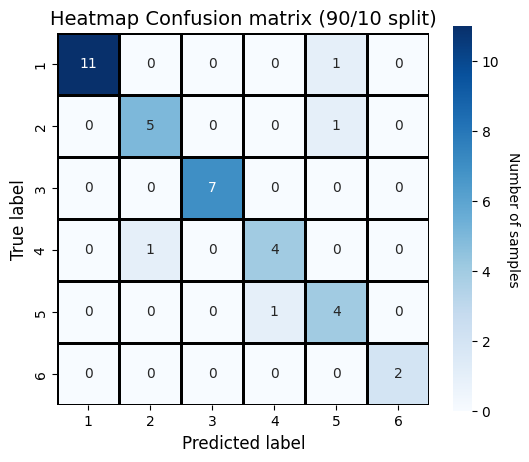 Heatmap Confusion matrix (90/10 split)
1 11 0 0 0 1 0
2 0 5 0 0 1 0
3 0 0 7 0 0 0
4 0 1 0 4 0 0
5 0 0 0 1 4 0
6 0 0 0 0 0 2
1 2 3 4 5 6
Predicted label
True label
10
8
6
4
2
0
Number of samples